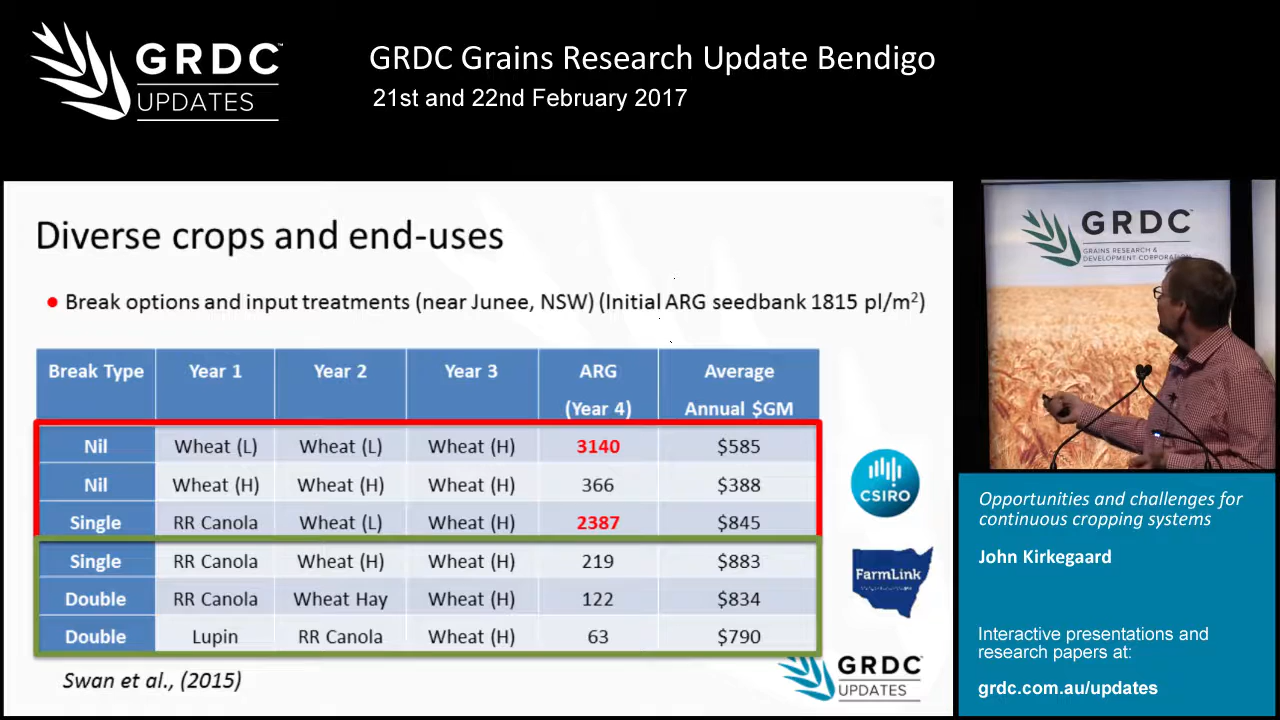 GRDC™
UPDATES
GRDC Grains Research Update Bendigo
21st and 22nd February 2017
Diverse crops and end-uses
Break options and input treatments (near Junee, NSW) (Initial ARG seedbank 1815 pl/m²)
Break Type Year 1 Year 2 Year 3 ARG (Year 4) Average Annual $GM
Nil Wheat (L) Wheat (L) Wheat (H) 3140 $585
Nil Wheat (H) Wheat (H) Wheat (H) 366 $388
Single RR Canola Wheat (L) Wheat (H) 2387 $845
Single RR Canola Wheat (H) Wheat (H) 219 $883
Double RR Canola Wheat Hay Wheat (H) 122 $834
Double Lupin RR Canola Wheat (H) 63 $790
Swan et al., (2015)
CSIRO
FarmLink
GRDC™
UPDATES
GRDC™
GRAINS RESEARCH &
DEVELOPMENT CORPORATION
Opportunities and challenges for
continuous cropping systems
John Kirkegaard
Interactive presentations and
research papers at:
grdc.com.au/updates